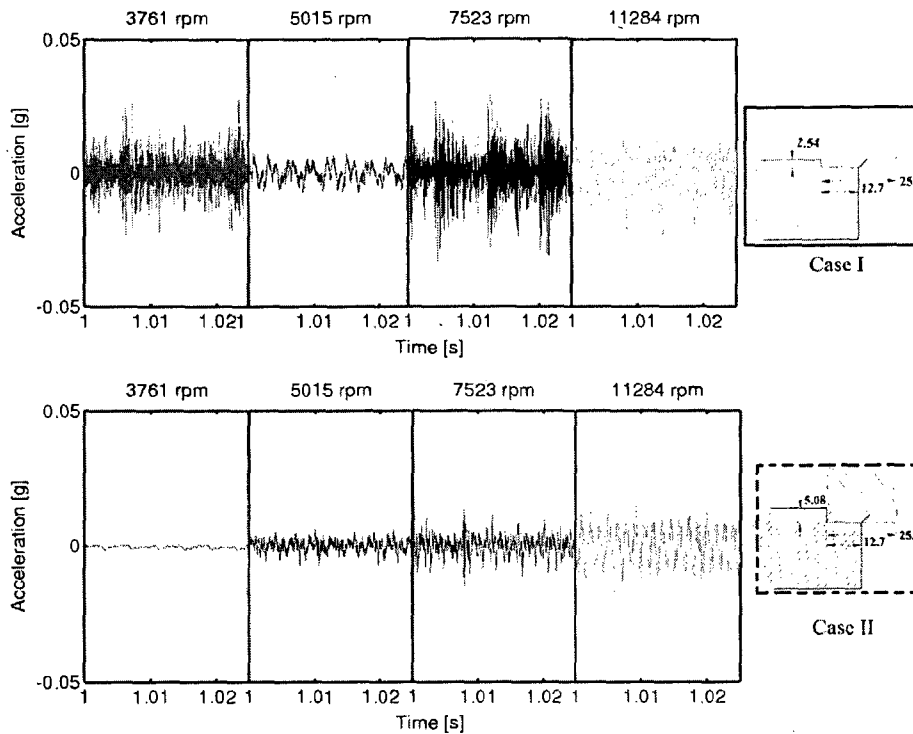 3761 rpm 5015 rpm 7523 rpm 11284 rpm
0.05
0
-0.05
Acceleration [g]
1 1.01 1.021 1.01 1.02 1 1.01 1.02 1 1.01 1.02
Time [s]
2.54
12.7
25
Case I
3761 rpm 5015 rpm 7523 rpm 11284 rpm
0.05
0
-0.05
Acceleration [g]
1 1.01 1.021 1.01 1.02 1 1.01 1.02 1 1.01 1.02
Time [s]
5.08
12.7
25.
Case II